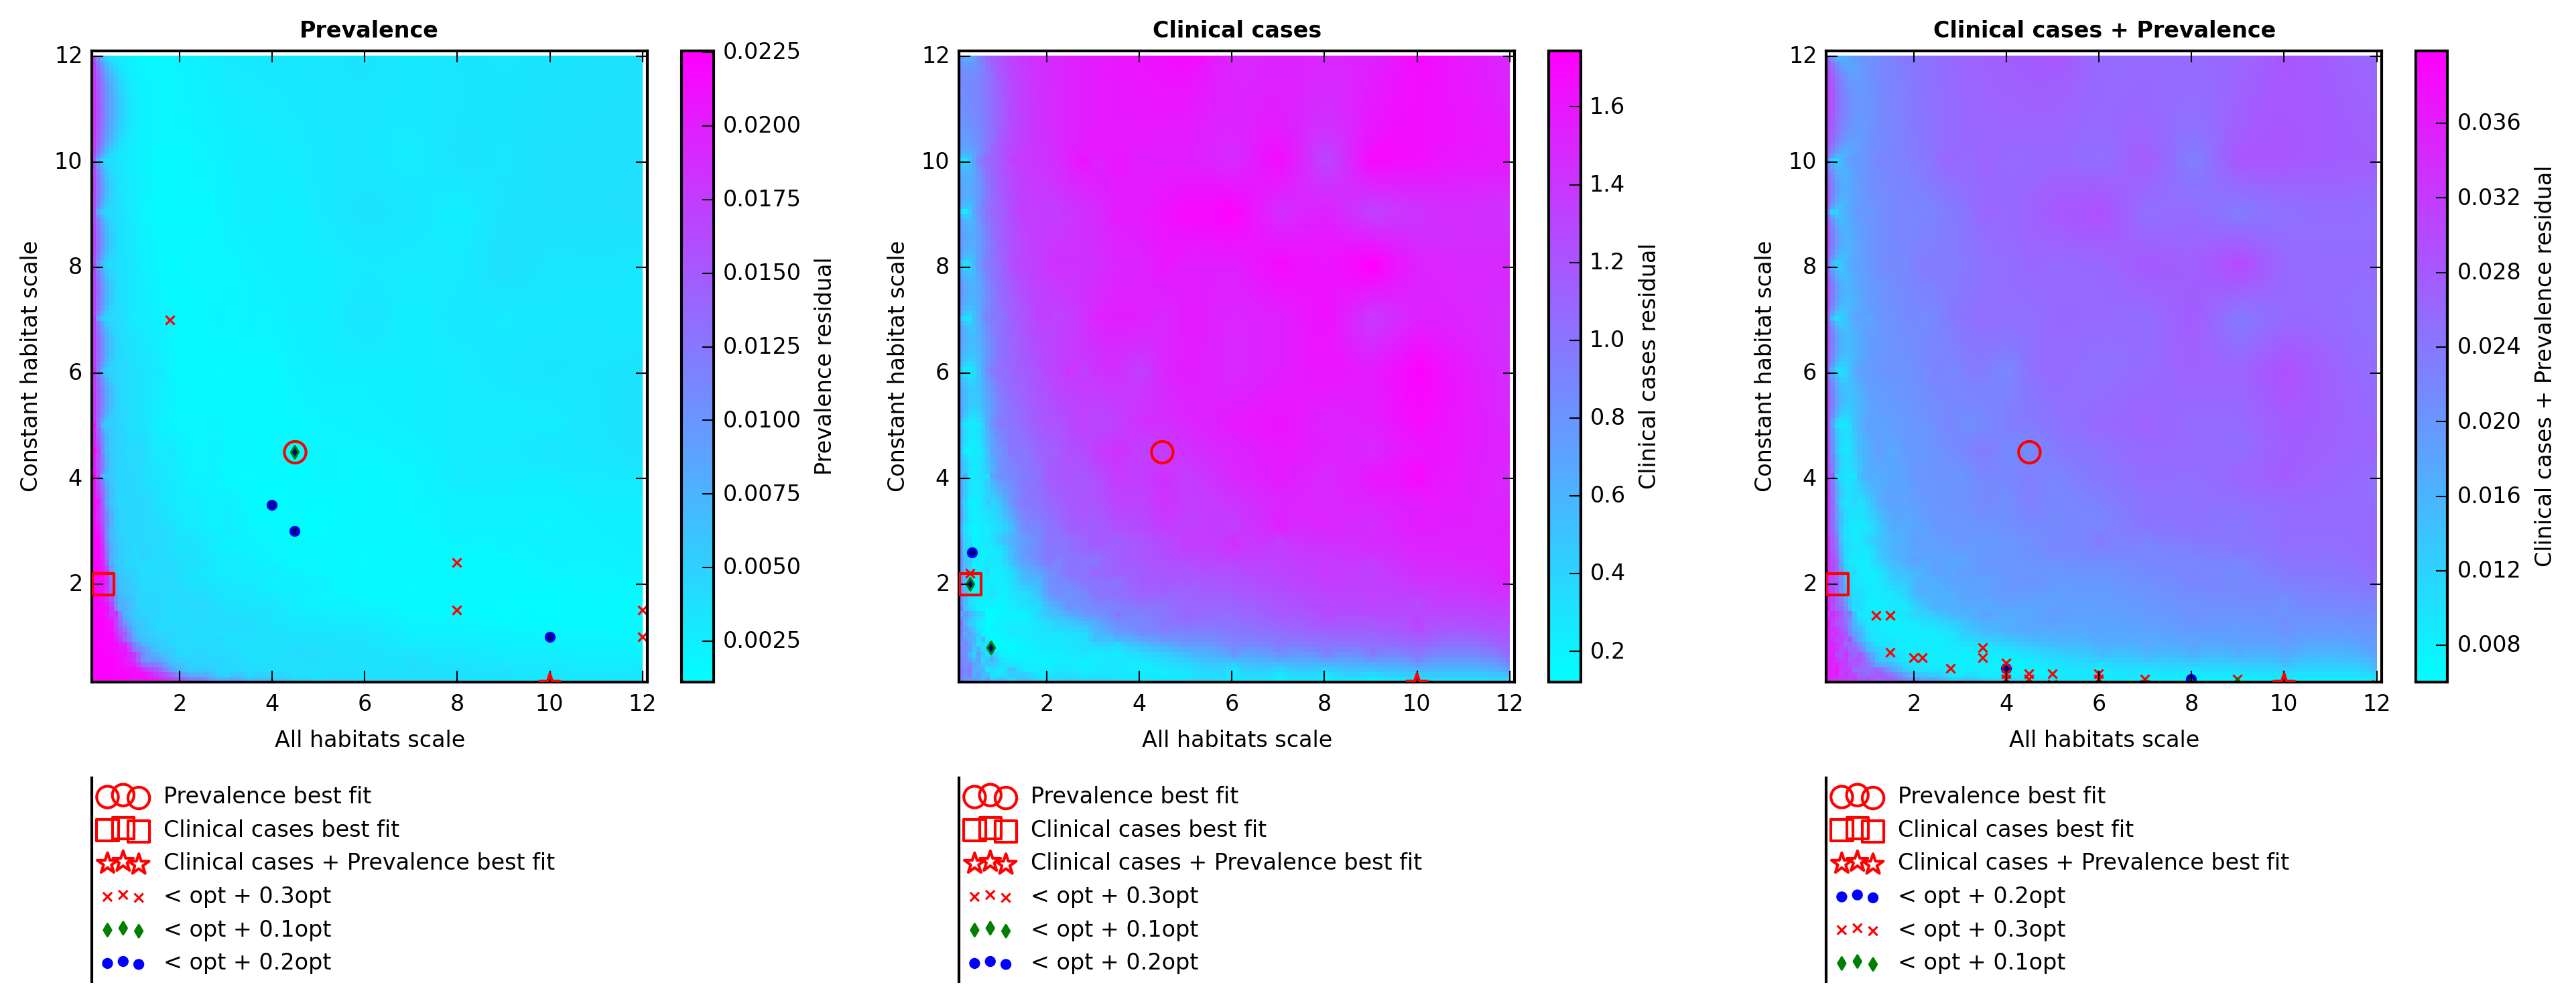 Prevalence
12
10
8
6
4
2
Constant habitat scale
2 4 6 8 10 12
All habitats scale
0.0225
0.0200
0.0175
0.0150
0.0125
0.0100
0.0075
0.0050
0.0025
Prevalence residual
Prevalence best fit
Clinical cases best fit
Clinical cases + Prevalence best fit
< opt + 0.3opt
< opt + 0.1opt
< opt + 0.2opt
Clinical cases
12
10
8
6
4
2
Constant habitat scale
2 4 6 8 10 12
All habitats scale
1.6
1.4
1.2
1.0
0.8
0.6
0.4
0.2
Clinical cases residual
Prevalence best fit
Clinical cases best fit
Clinical cases + Prevalence best fit
< opt + 0.3opt
< opt + 0.1opt
< opt + 0.2opt
Clinical cases + Prevalence
12
10
8
6
4
2
Constant habitat scale
2 4 6 8 10 12
All habitats scale
0.036
0.032
0.028
0.024
0.020
0.016
0.012
0.008
Clinical cases + Prevalence residual
Prevalence best fit
Clinical cases best fit
Clinical cases + Prevalence best fit
< opt + 0.2opt
< opt + 0.3opt
< opt + 0.1opt